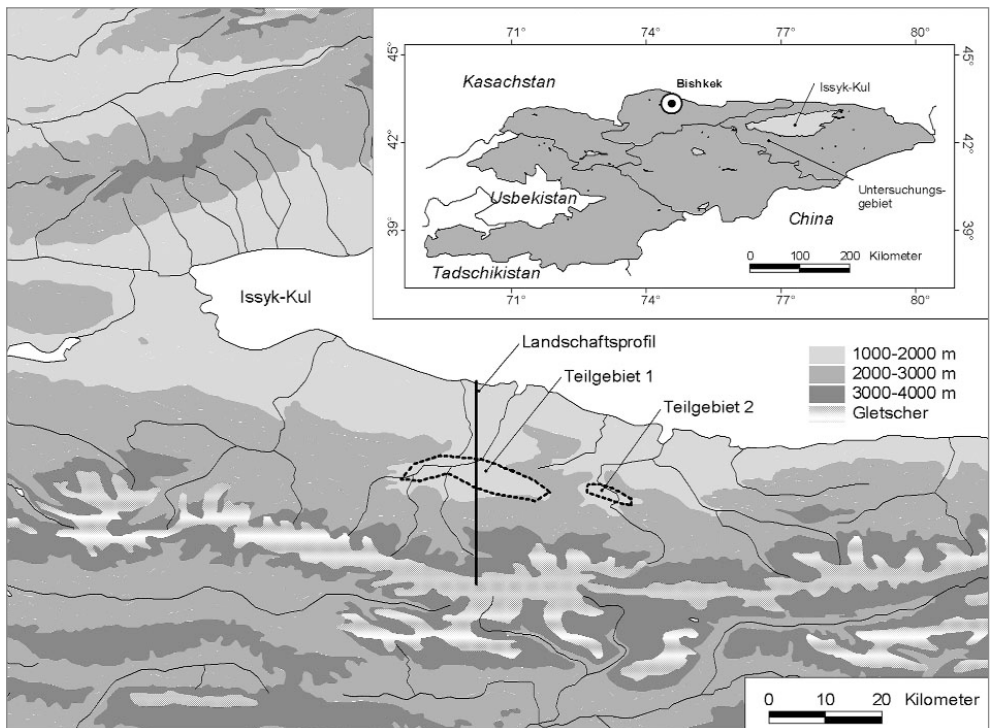 71°
74°
77°
80°
45°
45°
Kasachstan
Bishkek
Issyk-Kul
42°
42°
Untersuchungs-
gebiet
Usbekistan
China
39°
39°
0 100 200 Kilometer
Tadschikistan
71°
74°
77°
80°
Issyk-Kul
Landschaftsprofil
Teilgebiet 1
Teilgebiet 2
1000-2000 m
2000-3000 m
3000-4000 m
Gletscher
0 10 20 Kilometer